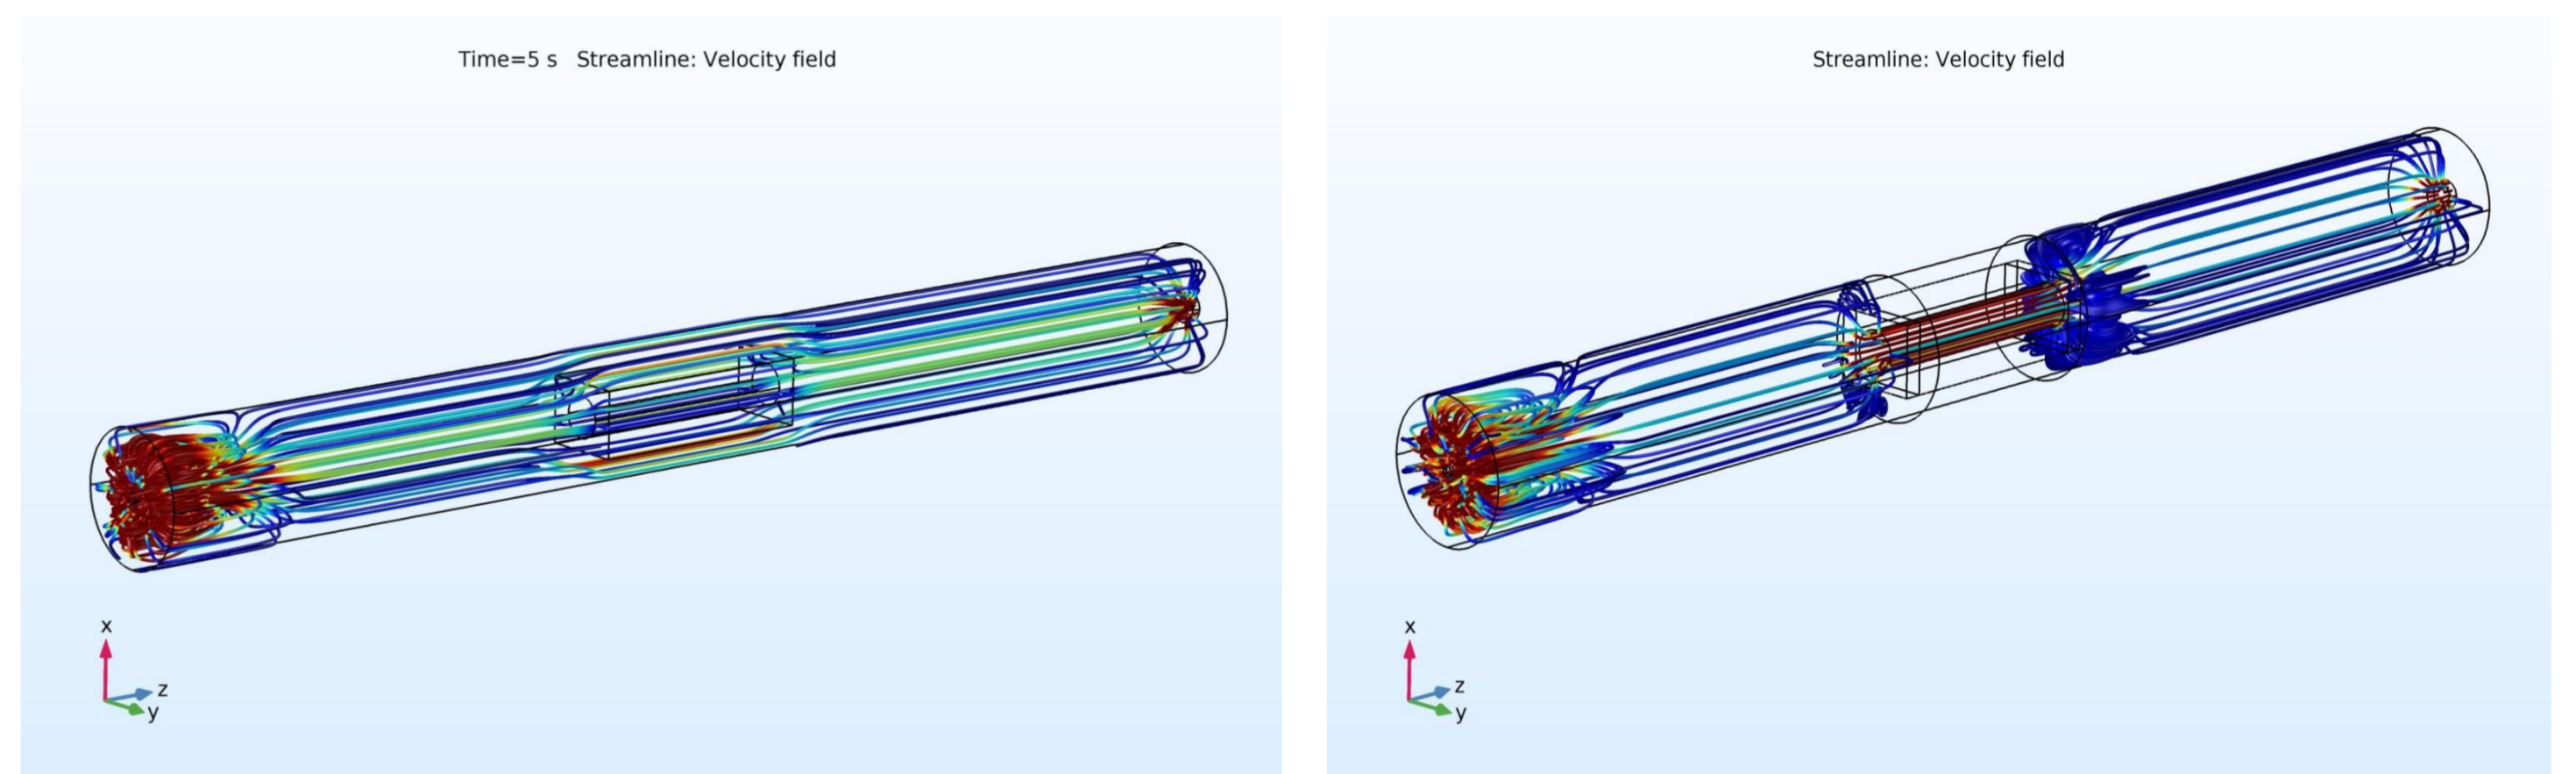 Time=5 s   Streamline: Velocity field
x
z
y
Streamline: Velocity field
x
z
y